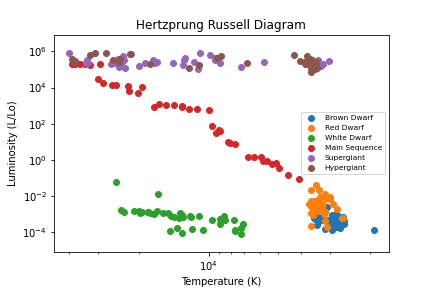 Hertzprung Russell Diagram
Luminosity (L/Lo)
10⁶
10⁴
10²
10⁰
10⁻²
10⁻⁴
Brown Dwarf
Red Dwarf
White Dwarf
Main Sequence
Supergiant
Hypergiant
10⁴
Temperature (K)